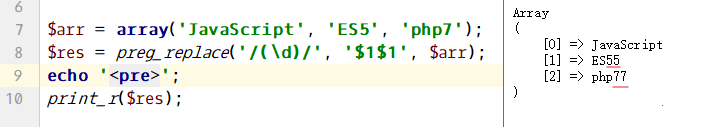 6
7 $arr = array('JavaScript', 'ES5', 'php7');
8 $res = preg_replace('/(\d)/', '$1$1', $arr);
9 echo '<pre>';
10 print_r($res);
Array
(
    [0] => JavaScript
    [1] => ES55
    [2] => php77
)